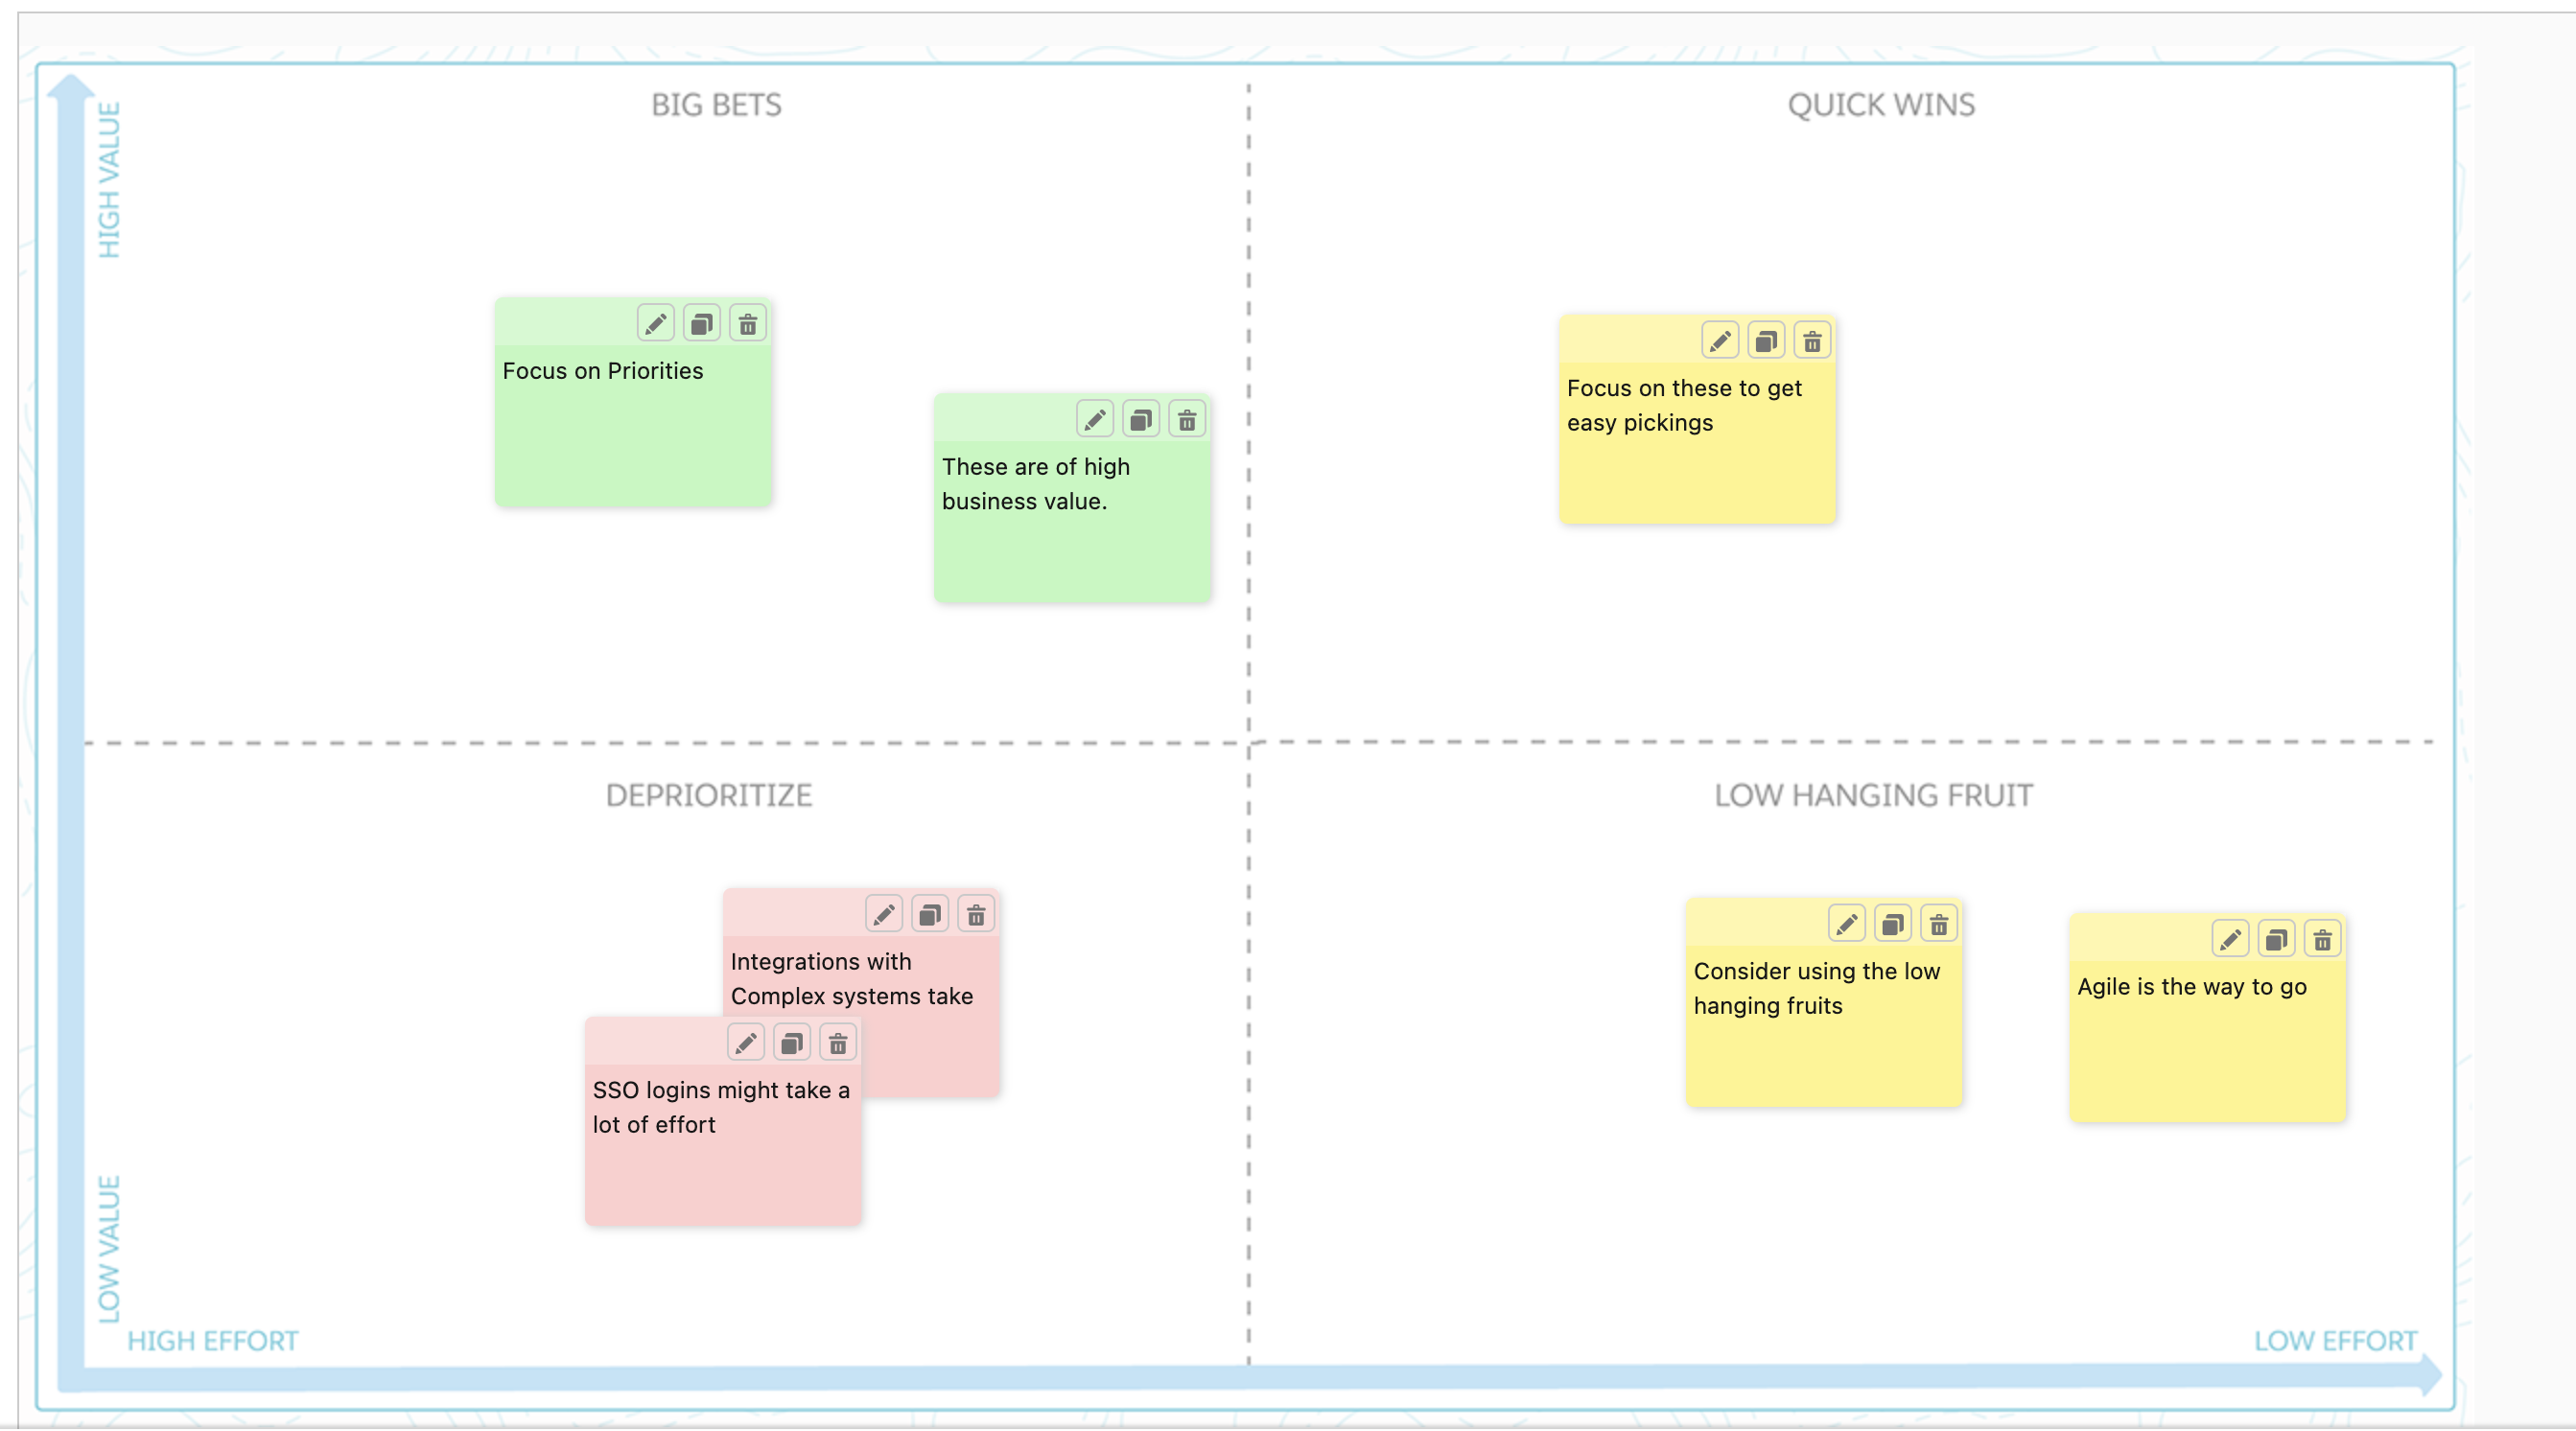 BIG BETS
QUICK WINS
HIGH VALUE
Focus on Priorities
These are of high
business value.
Focus on these to get
easy pickings
DEPRIORITIZE
LOW HANGING FRUIT
Integrations with
Complex systems take
SSO logins might take a
lot of effort
Consider using the low
hanging fruits
Agile is the way to go
LOW VALUE
HIGH EFFORT
LOW EFFORT